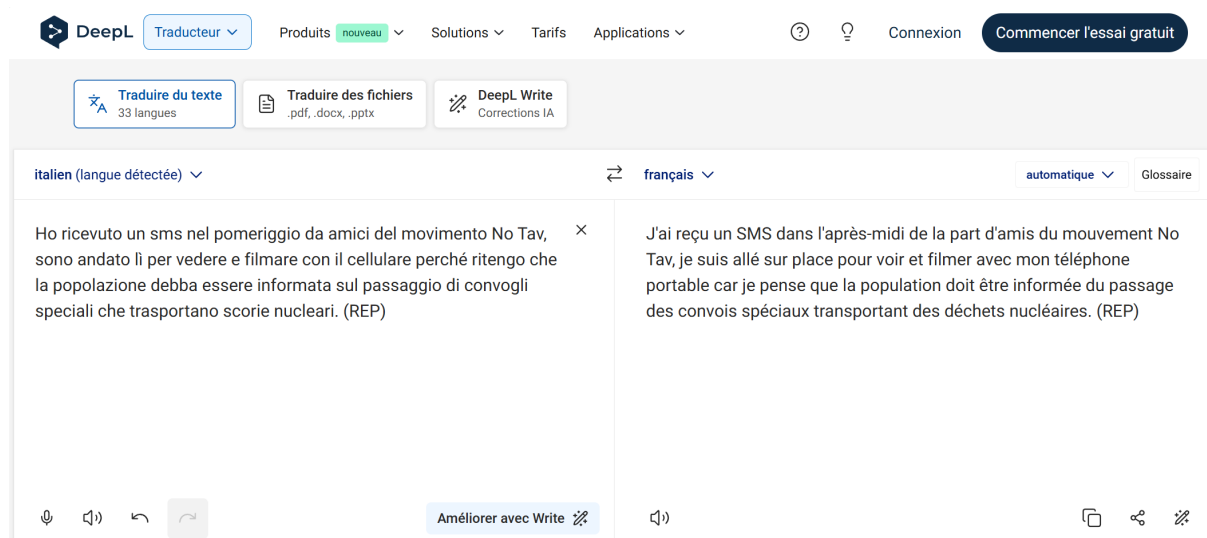 DeepL Traducteur Produits nouveau Solutions Tarifs Applications Connexion Commencer l'essai gratuit
Traduire du texte
33 langues
Traduire des fichiers
.pdf, .docx, .pptx
DeepL Write
Corrections IA
italien (langue détectée)
français
automatique
Glossaire
Ho ricevuto un sms nel pomeriggio da amici del movimento No Tav,
sono andato lì per vedere e filmare con il cellulare perché ritengo che
la popolazione debba essere informata sul passaggio di convogli
speciali che trasportano scorie nucleari. (REP)
J'ai reçu un SMS dans l'après-midi de la part d'amis du mouvement No
Tav, je suis allé sur place pour voir et filmer avec mon téléphone
portable car je pense que la population doit être informée du passage
des convois spéciaux transportant des déchets nucléaires. (REP)
Améliorer avec Write